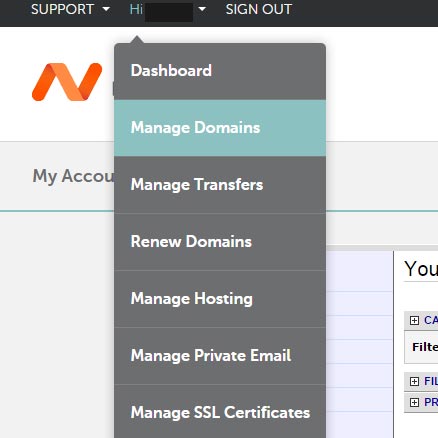 SUPPORT
Hi
SIGN OUT
Dashboard
Manage Domains
My Accou
Manage Transfers
Renew Domains
You
Manage Hosting
CA
Filte
Manage Private Email
FIL
PR
Manage SSL Certificates